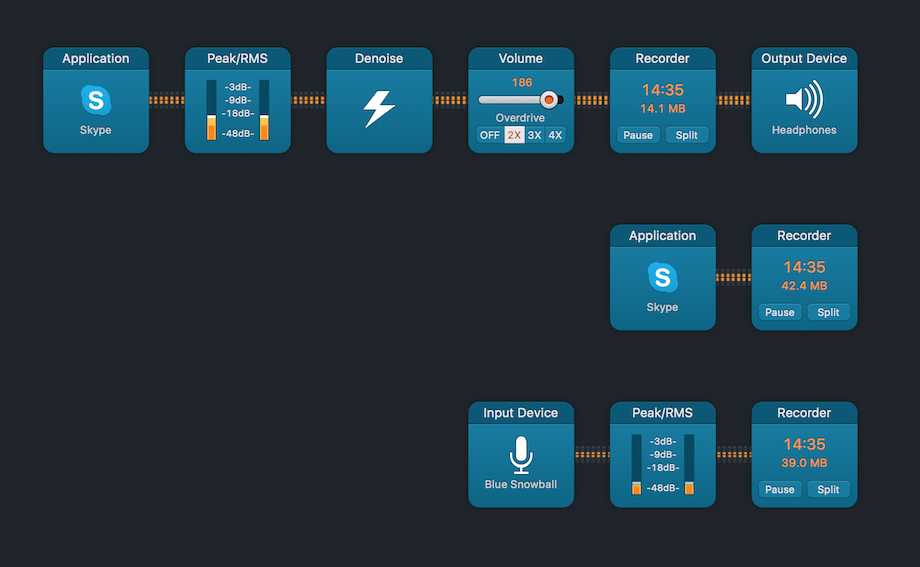 Application
Peak/RMS
Denoise
Volume
Recorder
Output Device
S
Skype
-3dB-
-9dB-
-18dB-
-48dB-
186
Overdrive
OFF 2X 3X 4X
14:35
14.1 MB
Pause Split
Headphones
Application
S
Skype
Recorder
14:35
42.4 MB
Pause Split
Input Device
Blue Snowball
Peak/RMS
-3dB-
-9dB-
-18dB-
-48dB-
Recorder
14:35
39.0 MB
Pause Split